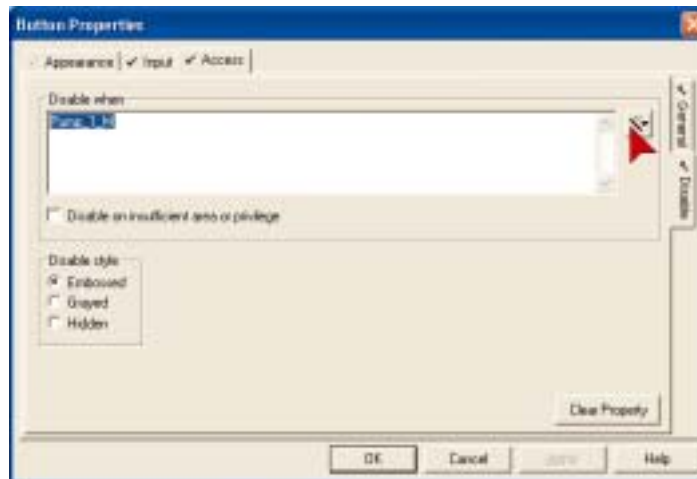 Button Properties
Appearance
Input
Access
General
Disable
Disable when
Disable on insufficient area or privilege
Disable style
Embossed
Grayed
Hidden
Clear Property
OK
Cancel
Help